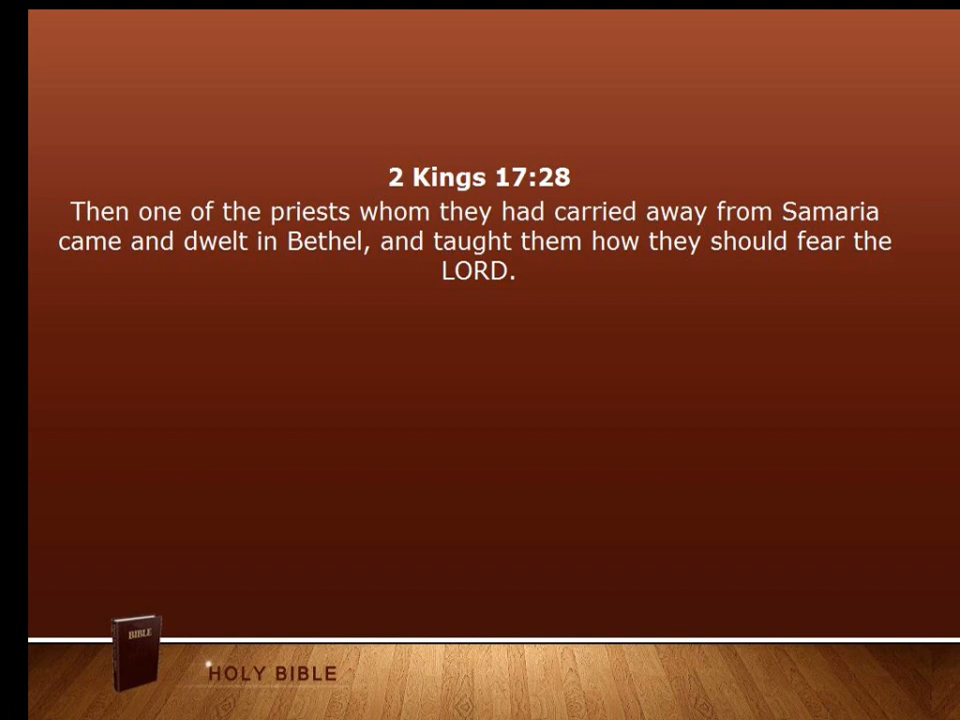 2 Kings 17:28
Then one of the priests whom they had carried away from Samaria
came and dwelt in Bethel, and taught them how they should fear the
LORD.
BIBLE
HOLY BIBLE